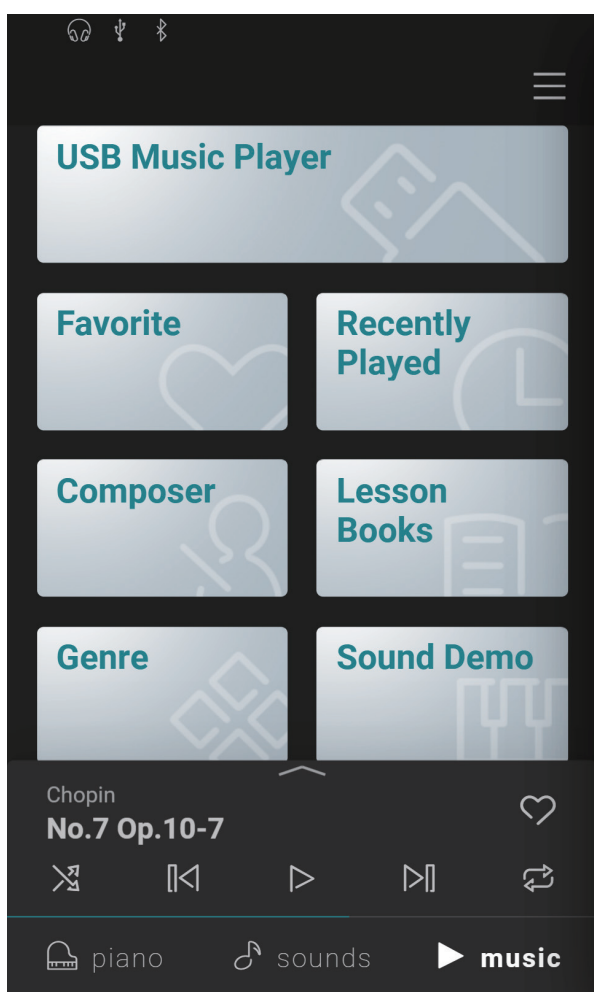 USB Music Player
Favorite
Recently
Played
Composer
Lesson
Books
Genre
Sound Demo
Chopin
No.7 Op.10-7
piano
sounds
music